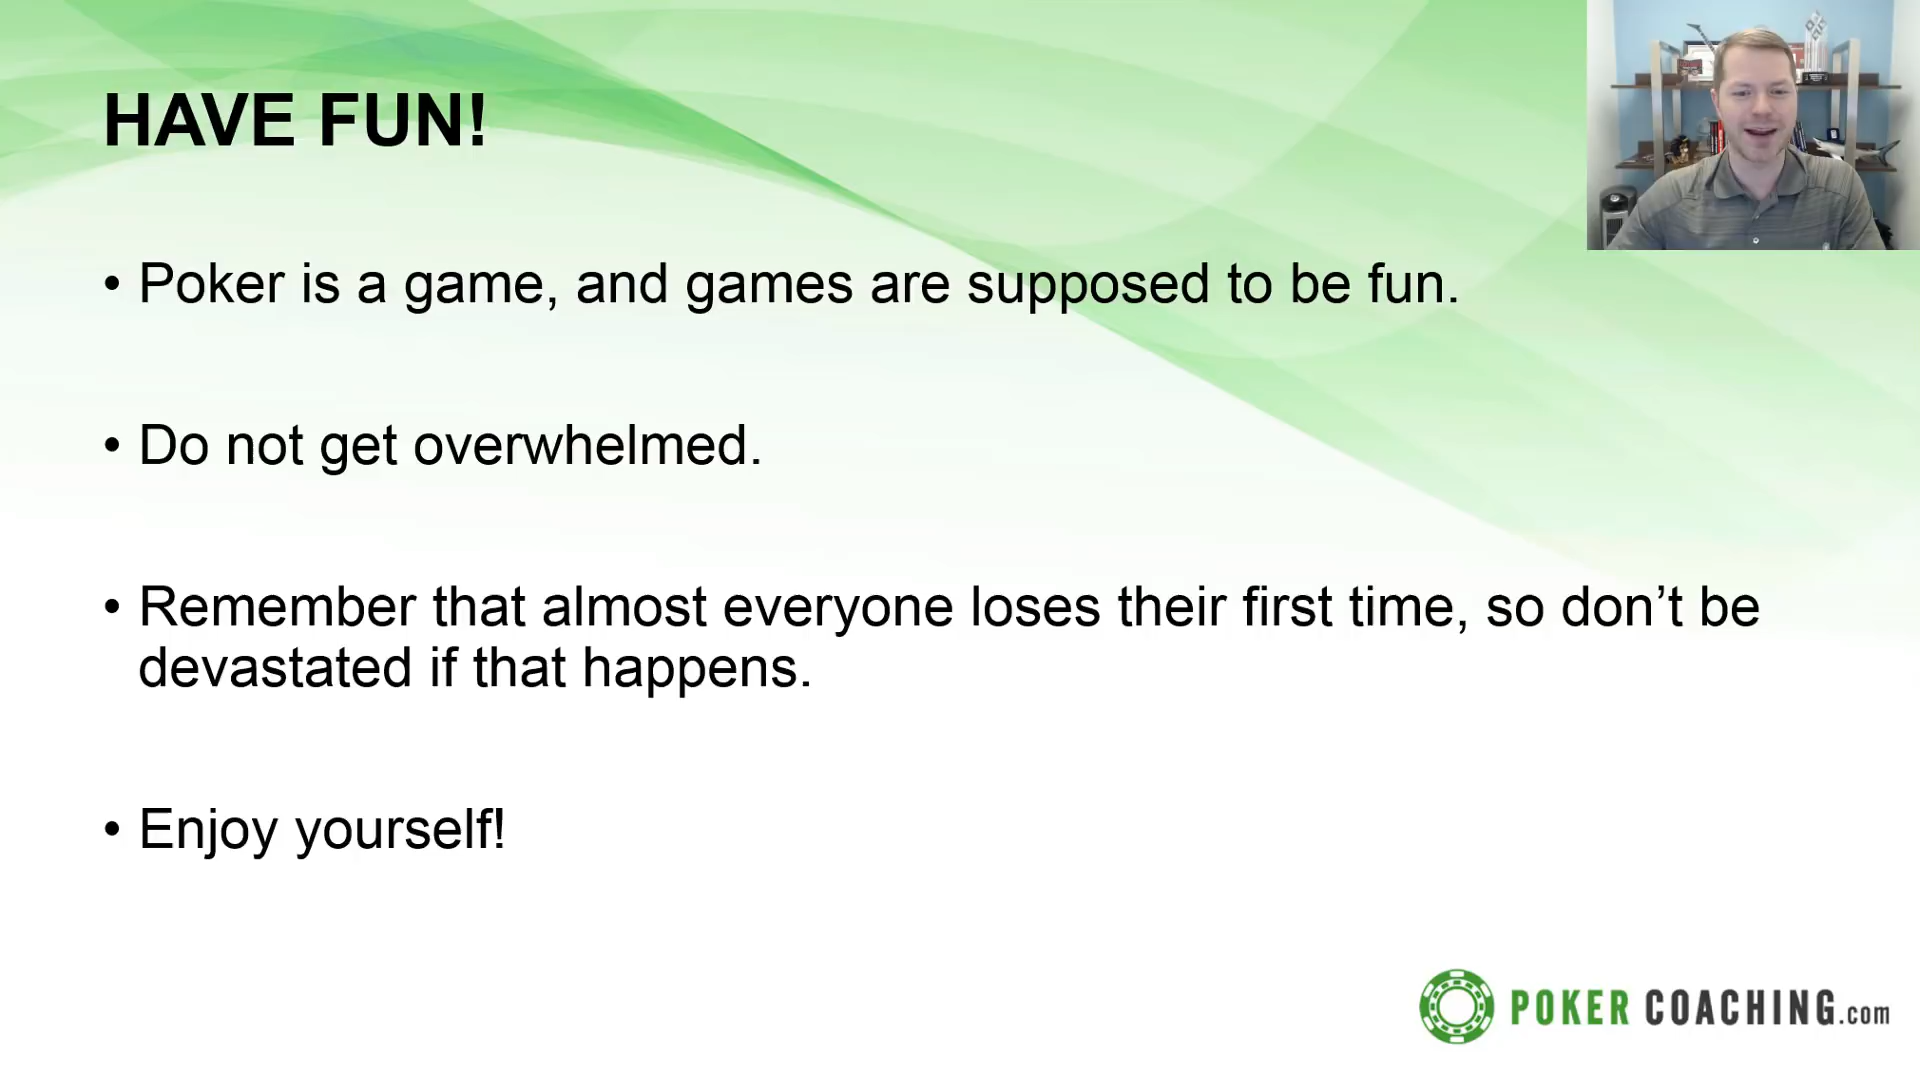 HAVE FUN!
• Poker is a game, and games are supposed to be fun.
• Do not get overwhelmed.
• Remember that almost everyone loses their first time, so don’t be
devastated if that happens.
• Enjoy yourself!
POKER COACHING.com